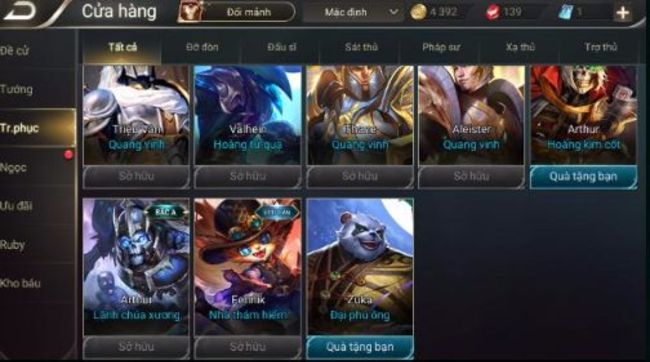 Cửa hàng
Đổi mảnh
Mặc định
4 392
139
1
Đề cử
Tất cả
Đỡ đòn
Đấu sĩ
Sát thủ
Pháp sư
Xạ thủ
Trợ thủ
Tướng
Tr.phục
Ngọc
Ưu đãi
Ruby
Kho báu
Triệu Vân
Quang vinh
Sở hữu
Valhein
Hoàng tử quạ
Sở hữu
Thane
Quang vinh
Sở hữu
Aleister
Quang vinh
Sở hữu
Arthur
Hoàng kim cốt
Quà tặng bạn
BẬC A
Arthur
Lãnh chúa xương
Sở hữu
Fennik
Nhà thám hiểm
Sở hữu
Zuka
Đại phú ông
Quà tặng bạn